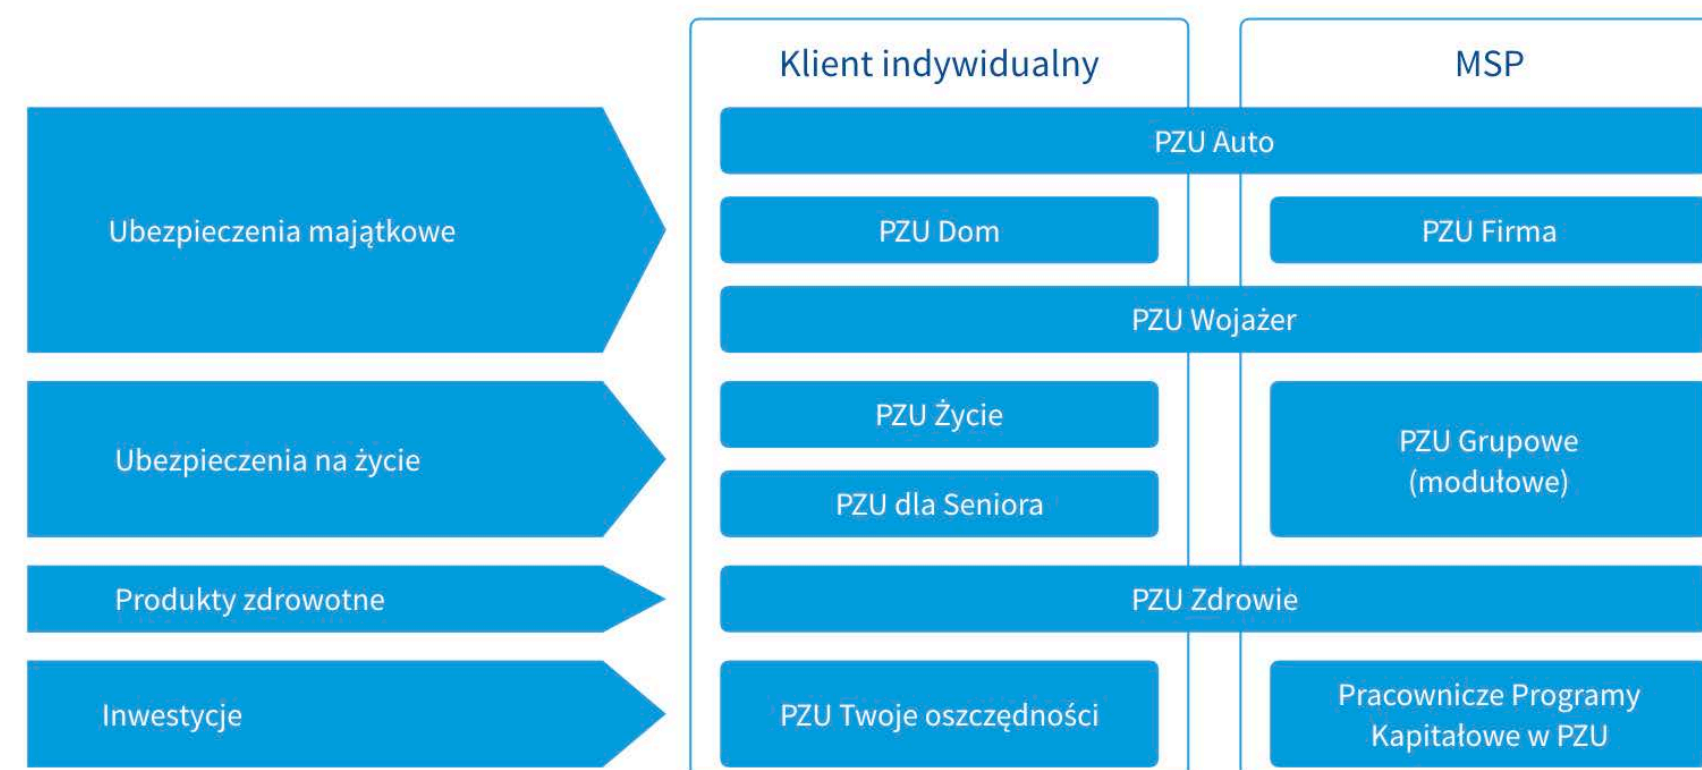 Klient indywidualny
MSP
Ubezpieczenia majątkowe
PZU Auto
PZU Dom
PZU Firma
PZU Wojażer
Ubezpieczenia na życie
PZU Życie
PZU dla Seniora
PZU Grupowe
(modułowe)
Produkty zdrowotne
PZU Zdrowie
Inwestycje
PZU Twoje oszczędności
Pracownicze Programy
Kapitałowe w PZU